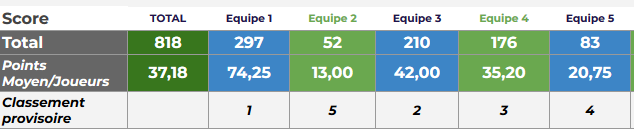 Score TOTAL Equipe 1 Equipe 2 Equipe 3 Equipe 4 Equipe 5
Total 818 297 52 210 176 83
Points
Moyen/Joueurs 37,18 74,25 13,00 42,00 35,20 20,75
Classement
provisoire 1 5 2 3 4